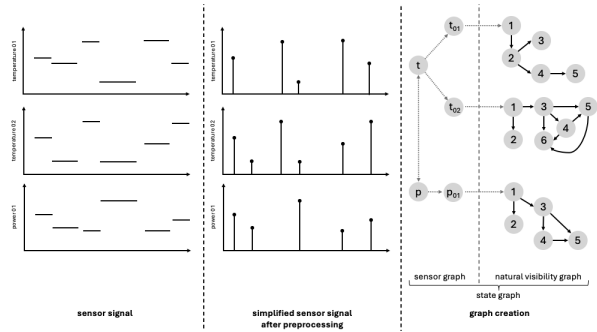 temperature 01
temperature 02
power 01
t
t01
t02
p
p01
1
2
3
4
5
1
3
5
4
2
6
1
3
2
4
5
sensor graph
natural visibility graph
state graph
sensor signal
simplified sensor signal
after preprocessing
graph creation
temperature 01
temperature 02
power 01